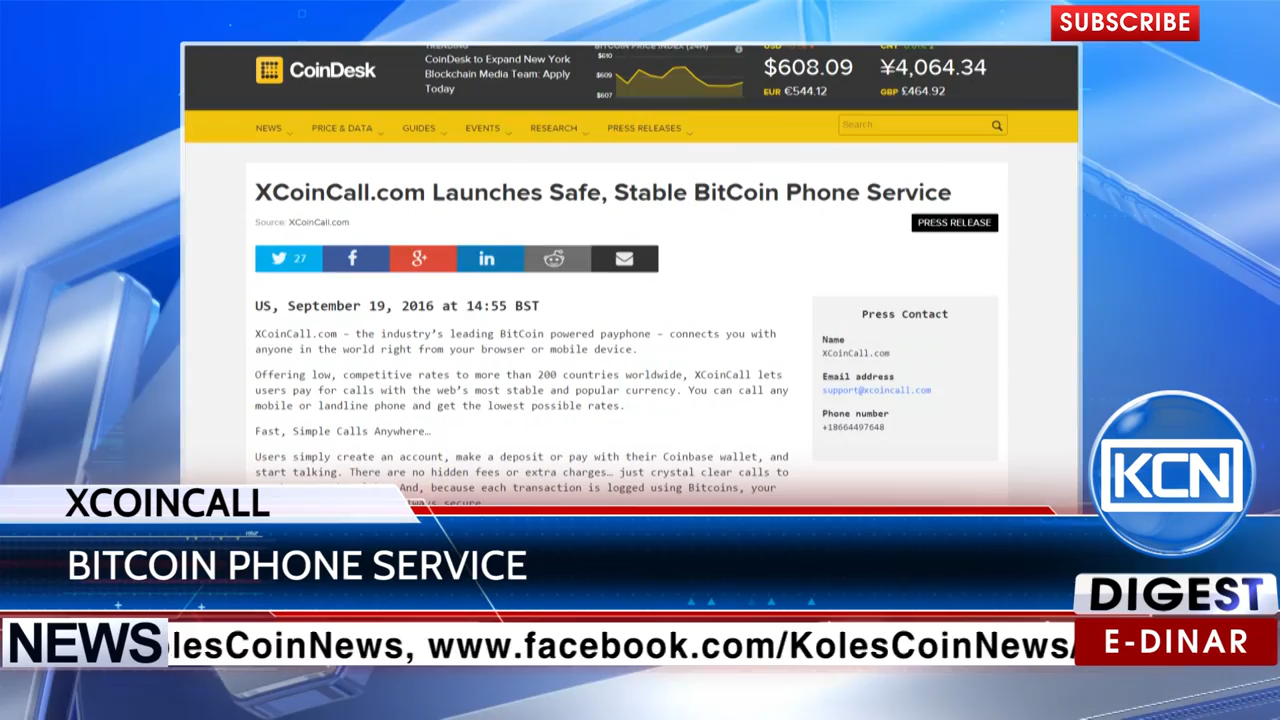 SUBSCRIBE
TRENDING
CoinDesk to Expand New York
Blockchain Media Team: Apply
Today
CoinDesk
BITCOIN PRICE INDEX (24H)
$610
$609
$607
USD
$608.09
EUR €544.12
CNY
¥4,064.34
GBP £464.92
NEWS PRICE & DATA GUIDES EVENTS RESEARCH PRESS RELEASES
Search
XCoinCall.com Launches Safe, Stable BitCoin Phone Service
Source: XCoinCall.com
PRESS RELEASE
27
US, September 19, 2016 at 14:55 BST
XCoinCall.com – the industry's leading BitCoin powered payphone – connects you with
anyone in the world right from your browser or mobile device.
Offering low, competitive rates to more than 200 countries worldwide, XCoinCall lets
users pay for calls with the web's most stable and popular currency. You can call any
mobile or landline phone and get the lowest possible rates.
Fast, Simple Calls Anywhere…
Users simply create an account, make a deposit or pay with their Coinbase wallet, and
start talking. There are no hidden fees or extra charges… just crystal clear calls to
And, because each transaction is logged using Bitcoins, your
always secure
Press Contact
Name
XCoinCall.com
Email address
support@xcoincall.com
Phone number
+18664497648
KCN
XCOINCALL
BITCOIN PHONE SERVICE
DIGEST
NEWS
lesCoinNews, www.facebook.com/KolesCoinNews/
E-DINAR